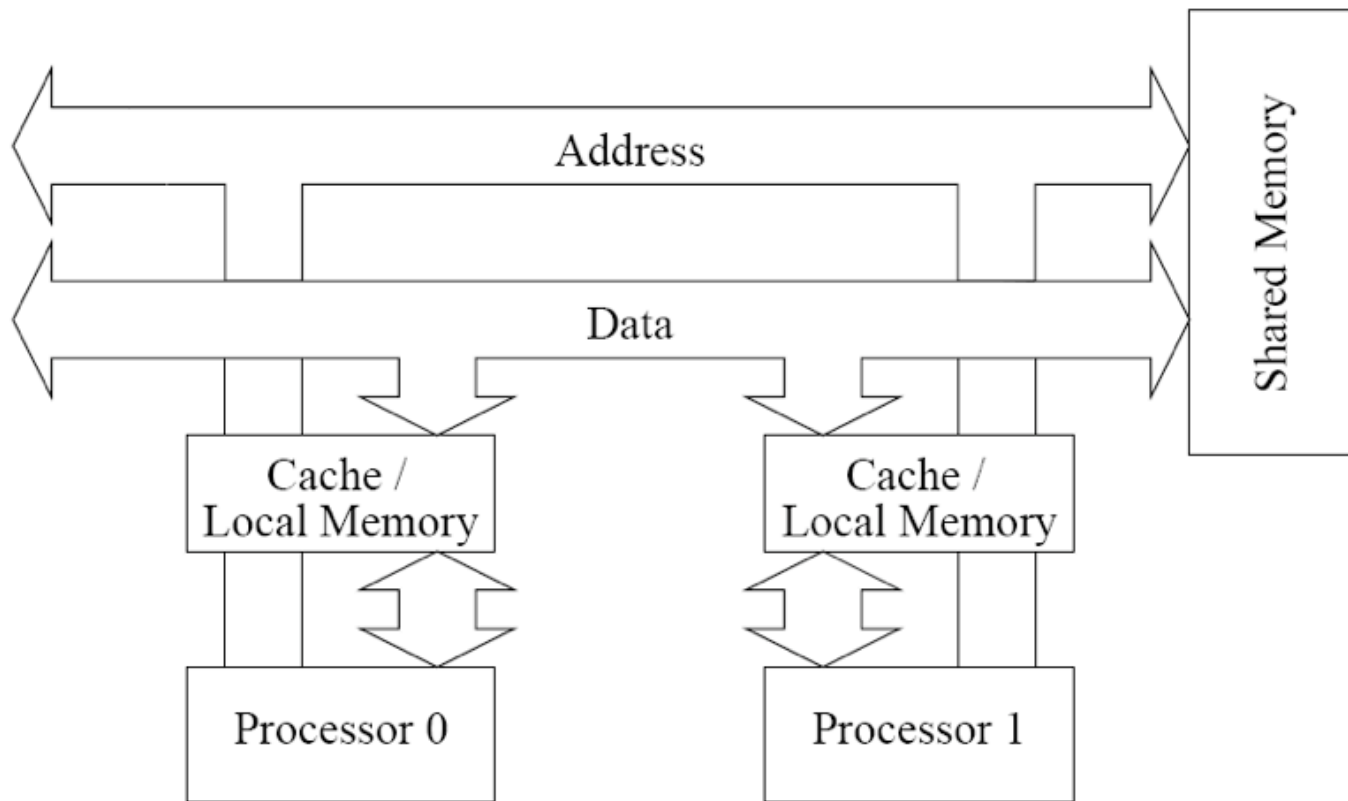 Address
Shared Memory
Data
Cache /
Local Memory
Cache /
Local Memory
Processor 0
Processor 1